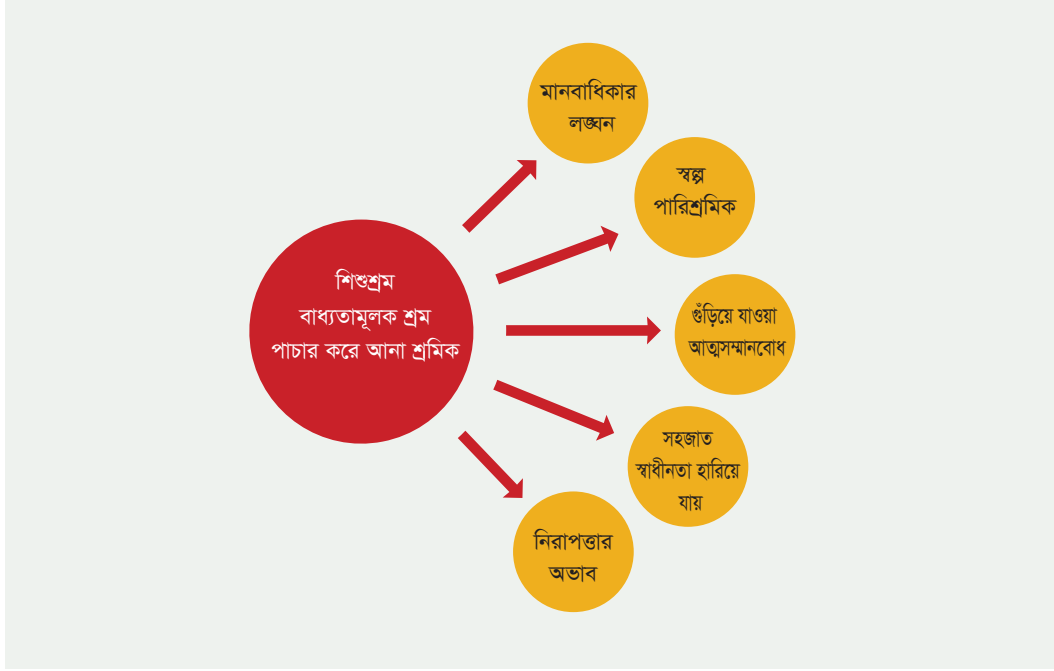 শিশুশ্রম
বাধ্যতামূলক শ্রম
পাচার করে আনা শ্রমিক
মানবাধিকার
লঙ্ঘন
স্বল্প
পারিশ্রমিক
গুঁড়িয়ে যাওয়া
আত্মসম্মানবোধ
সহজাত
স্বাধীনতা হারিয়ে
যায়
নিরাপত্তার
অভাব